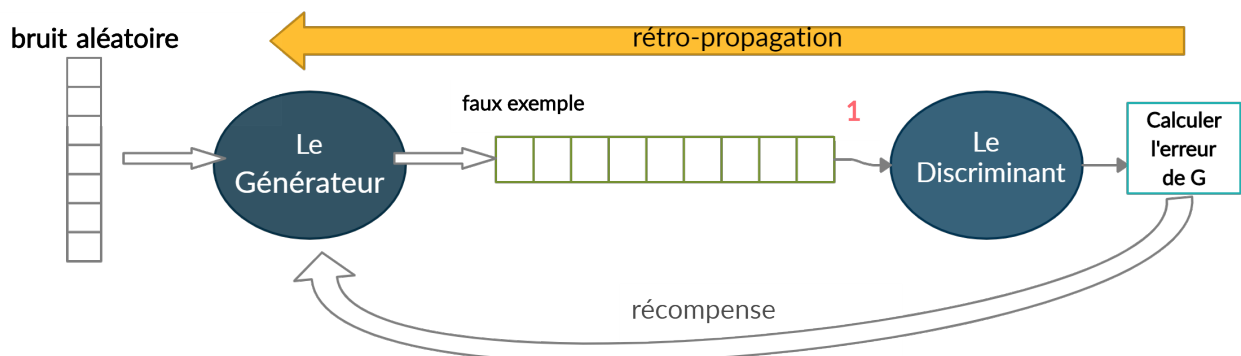 bruit aléatoire
rétro-propagation
faux exemple
1
Le
Générateur
Le
Discriminant
Calculer
l'erreur
de G
récompense